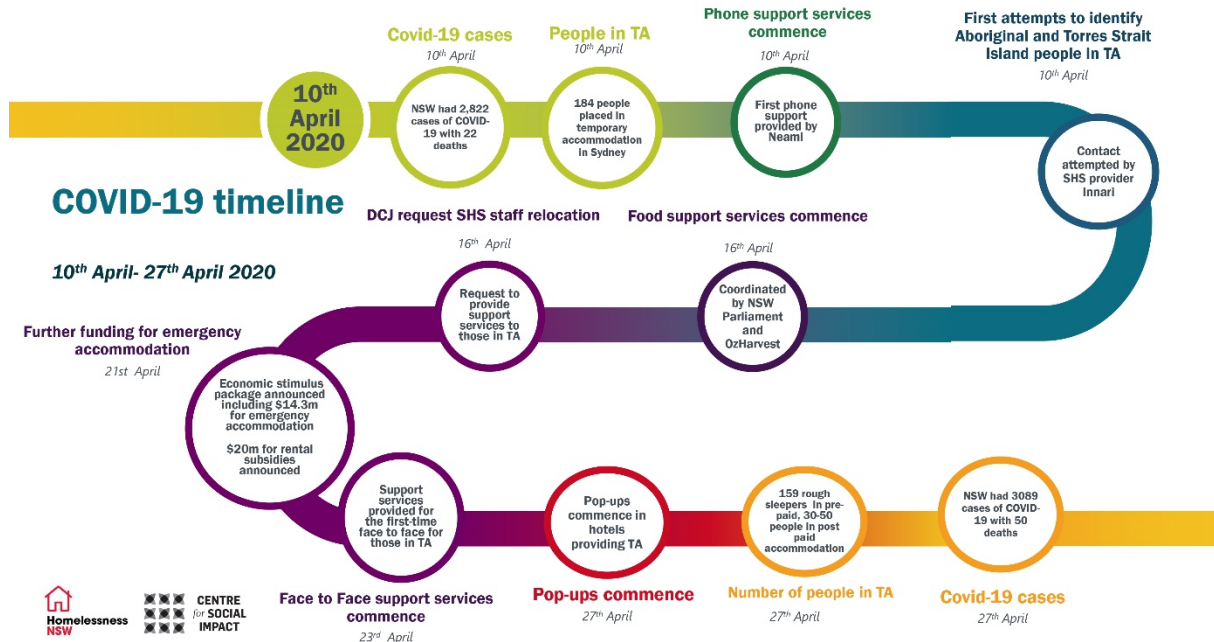 10th
April
2020
Covid-19 cases
10th April
NSW had 2,822
cases of COVID-
19 with 22
deaths
People in TA
10th April
184 people
placed in
temporary
accommodation
in Sydney
Phone support services
commence
10th April
First phone
support
provided by
Neami
First attempts to identify
Aboriginal and Torres Strait
Island people in TA
10th April
Contact
attempted by
SHS provider
Innari
COVID-19 timeline
10th April- 27th April 2020
Food support services commence
16th April
Coordinated
by NSW
Parliament
and
OzHarvest
DCJ request SHS staff relocation
16th April
Request to
provide
support
services to
those in TA
Further funding for emergency
accommodation
21st April
Economic stimulus
package announced
including $14.3m
for emergency
accommodation
$20m for rental
subsidies
announced
Support
services
provided for
the first-time
face to face for
those in TA
Face to Face support services
commence
23rd April
Pop-ups
commence in
hotels
providing TA
Pop-ups commence
27th April
159 rough
sleepers in pre-
paid, 30-50
people in post
paid
accommodation
Number of people in TA
27th April
NSW had 3089
cases of COVID-
19 with 50
deaths
Covid-19 cases
27th April
Homelessness
NSW
CENTRE
for SOCIAL
IMPACT